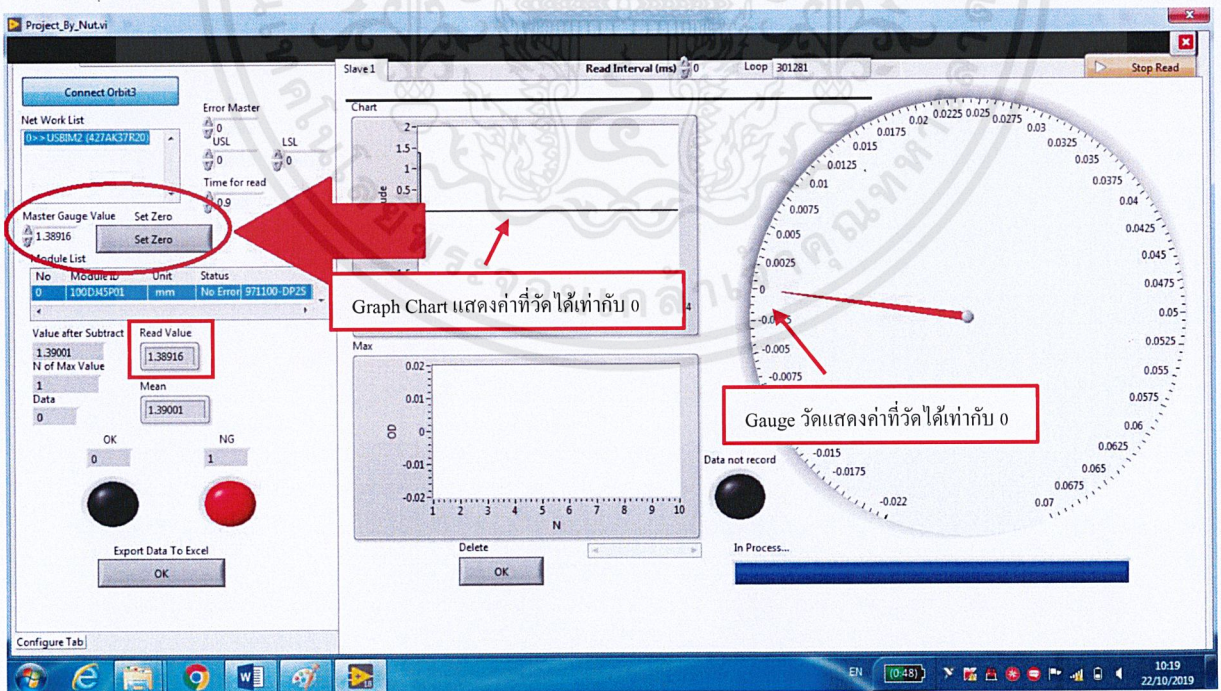 Project_By_Nut.vi
Connect Orbit3
Net Work List
0>>USBIM2 (427AK37R20)
Error Master
0
USL
0
LSL
0
Time for read
0.9
Master Gauge Value
1.38916
Set Zero
Set Zero
Module List
No Module ID Unit Status
0 100DJ45P01 mm No Error 971100-DP2S
Value after Subtract
1.39001
Read Value
1.38916
N of Max Value
1
Mean
1.39001
Data
0
OK
0
NG
1
Export Data To Excel
OK
Configure Tab
Slave 1
Read Interval (ms) 0
Loop 301281
Stop Read
Chart
2
1.5
1
0.5
Graph Chart แสดงค่าที่วัดได้เท่ากับ 0
Max
OD
0.02
0.01
0
-0.01
-0.02
1 2 3 4 5 6 7 8 9 10
N
Delete
OK
-0.022
-0.0175
-0.015
-0.0075
-0.005
0
0.0025
0.005
0.0075
0.01
0.0125
0.015
0.0175
0.02
0.0225
0.025
0.0275
0.03
0.0325
0.035
0.0375
0.04
0.0425
0.045
0.0475
0.05
0.0525
0.055
0.0575
0.06
0.0625
0.065
0.0675
0.07
Gauge วัดแสดงค่าที่วัดได้เท่ากับ 0
Data not record
In Process...
EN
(0:48)
10:19
22/10/2019